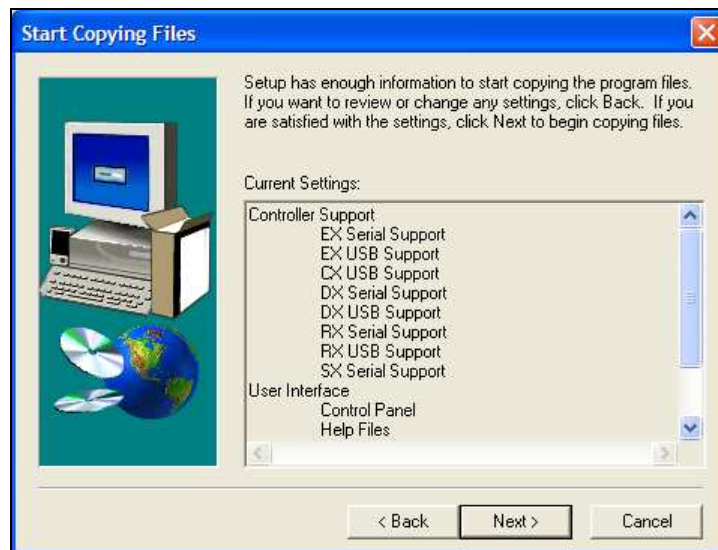 Start Copying Files
Setup has enough information to start copying the program files.
If you want to review or change any settings, click Back. If you
are satisfied with the settings, click Next to begin copying files.
Current Settings:
Controller Support
EX Serial Support
EX USB Support
CX USB Support
DX Serial Support
DX USB Support
RX Serial Support
RX USB Support
SX Serial Support
User Interface
Control Panel
Help Files
< Back
Next >
Cancel